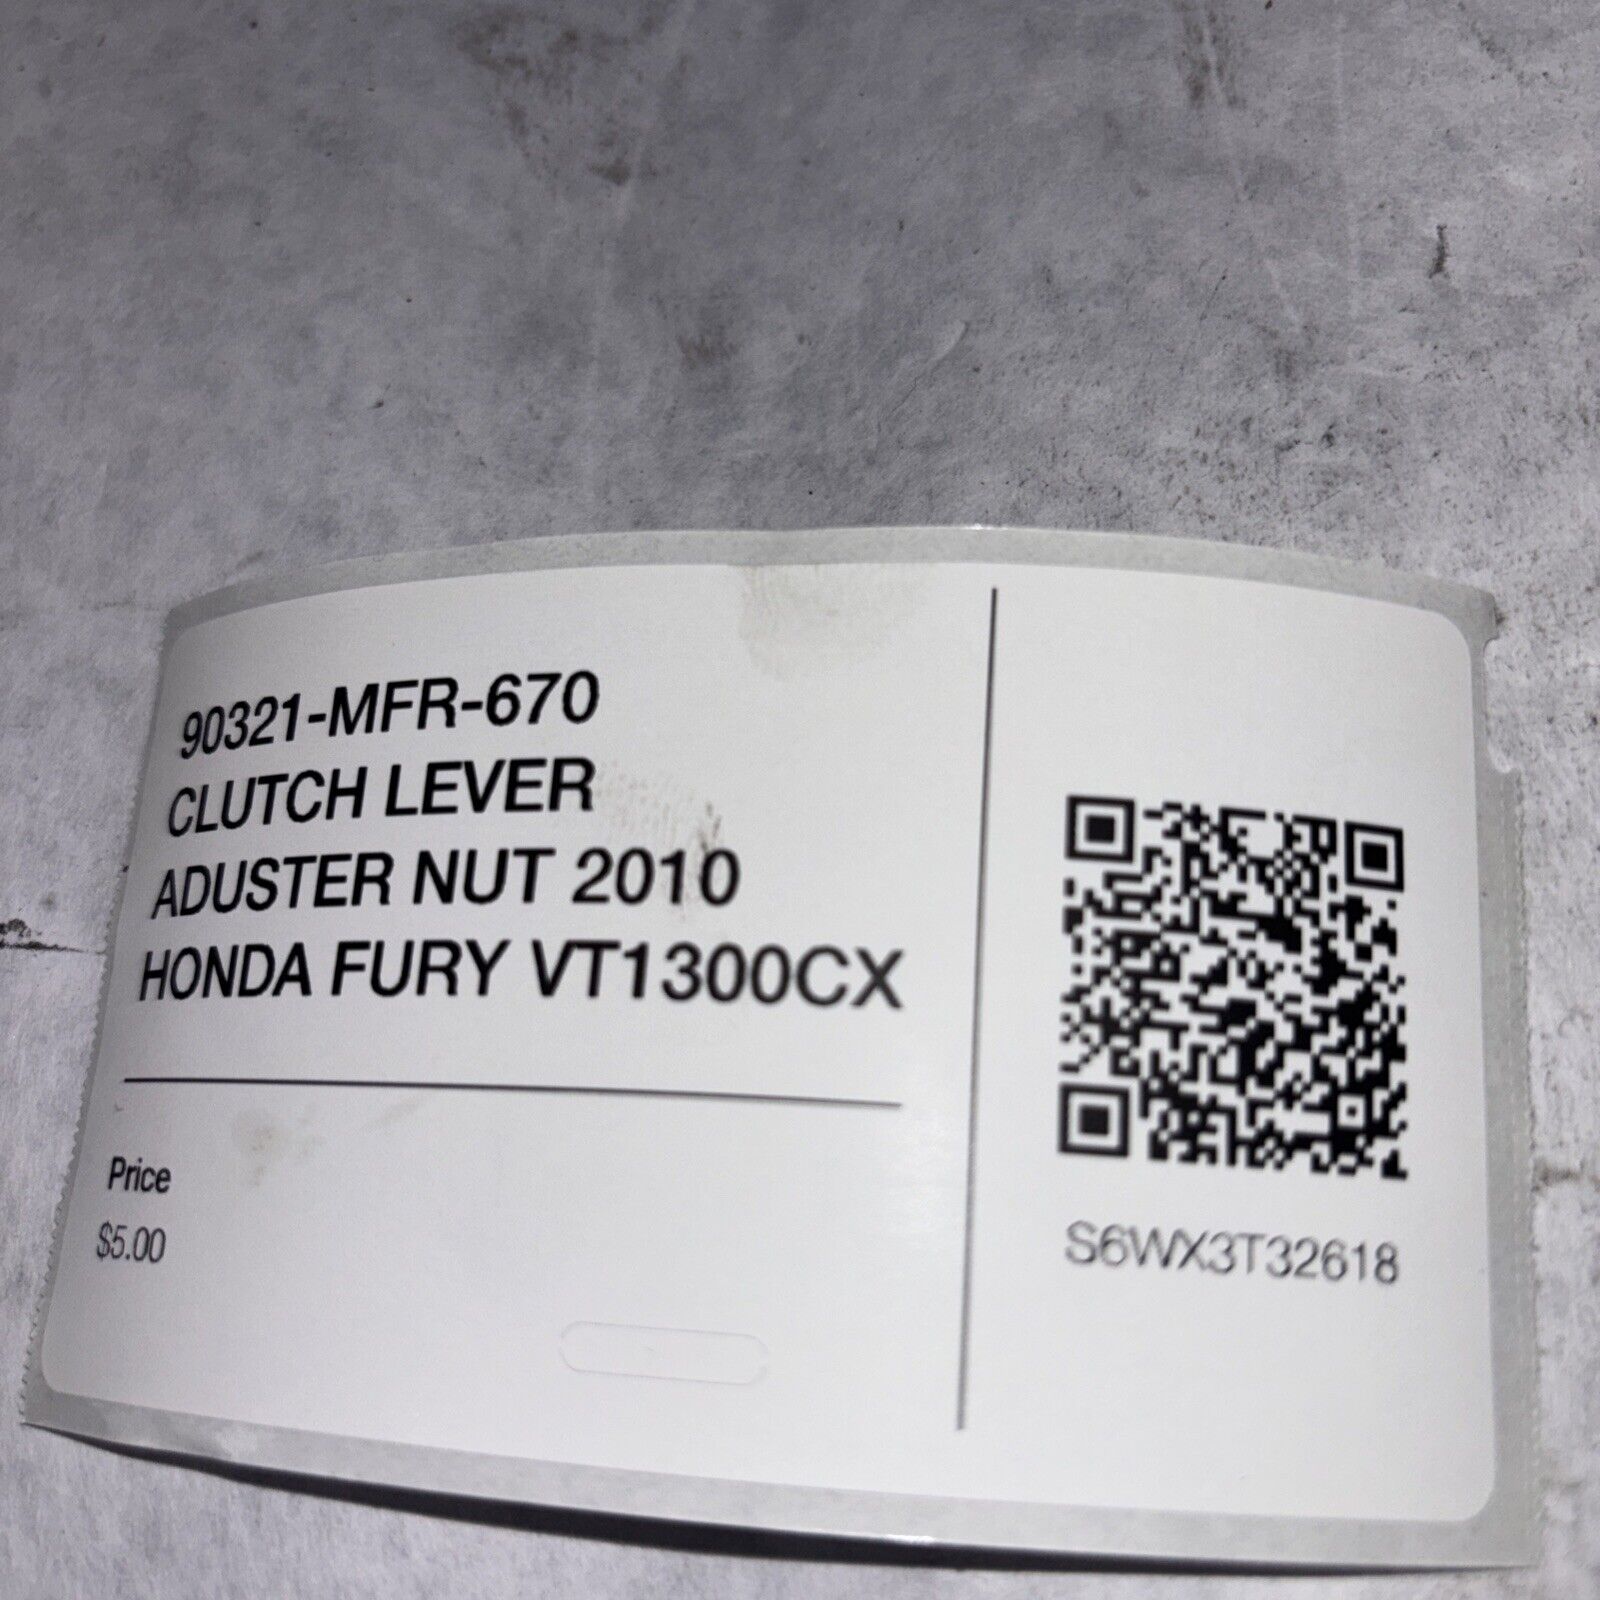 90321-MFR-670
CLUTCH LEVER
ADUSTER NUT 2010
HONDA FURY VT1300CX
Price
$5.00
S6WX3T32618